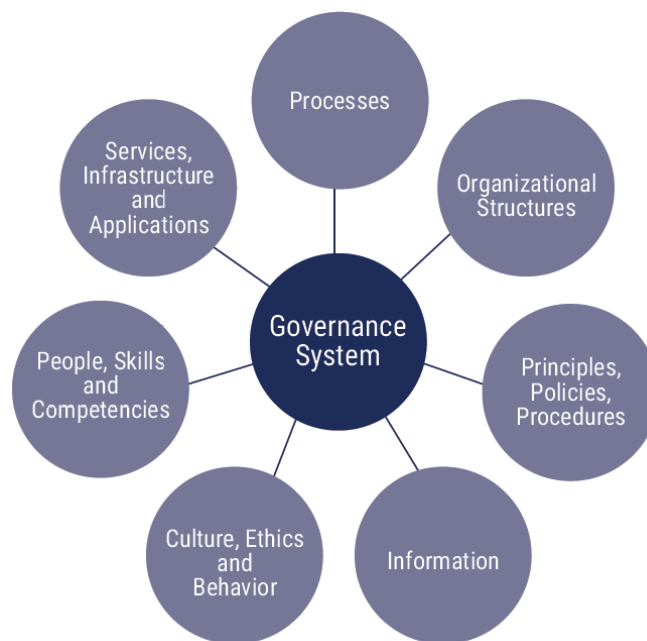 Processes
Organizational
Structures
Principles,
Policies,
Procedures
Information
Culture, Ethics
and
Behavior
People, Skills
and
Competencies
Services,
Infrastructure
and
Applications
Governance
System